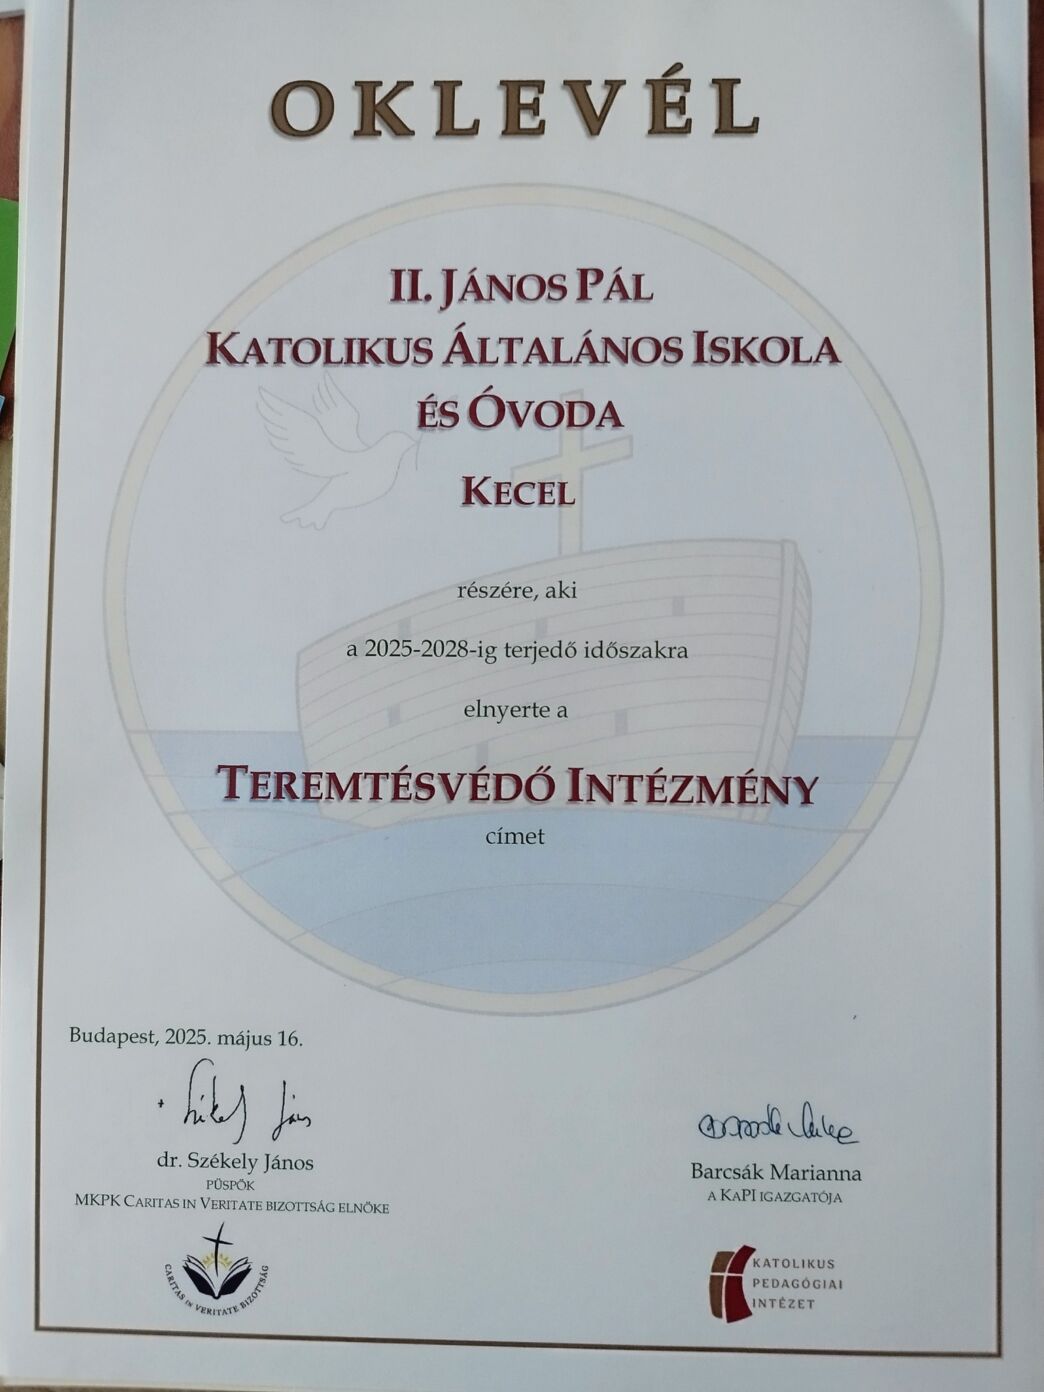 OKLEVÉL
II. JÁNOS PÁL
KATOLIKUS ÁLTALÁNOS ISKOLA
ÉS ÓVODA
KECEL
részére, aki
a 2025-2028-ig terjedő időszakra
elnyerte a
TEREMTÉSVÉDŐ INTÉZMÉNY
címet
Budapest, 2025. május 16.
Székely János
dr. Székely János
PÜSPÖK
MKPK CARITAS IN VERITATE BIZOTTSÁG ELNÖKE
CARITAS IN VERITATE BIZOTTSÁG
Barcsák Marianna
A KAPI IGAZGATÓJA
KATOLIKUS
PEDAGÓGIAI
INTÉZET